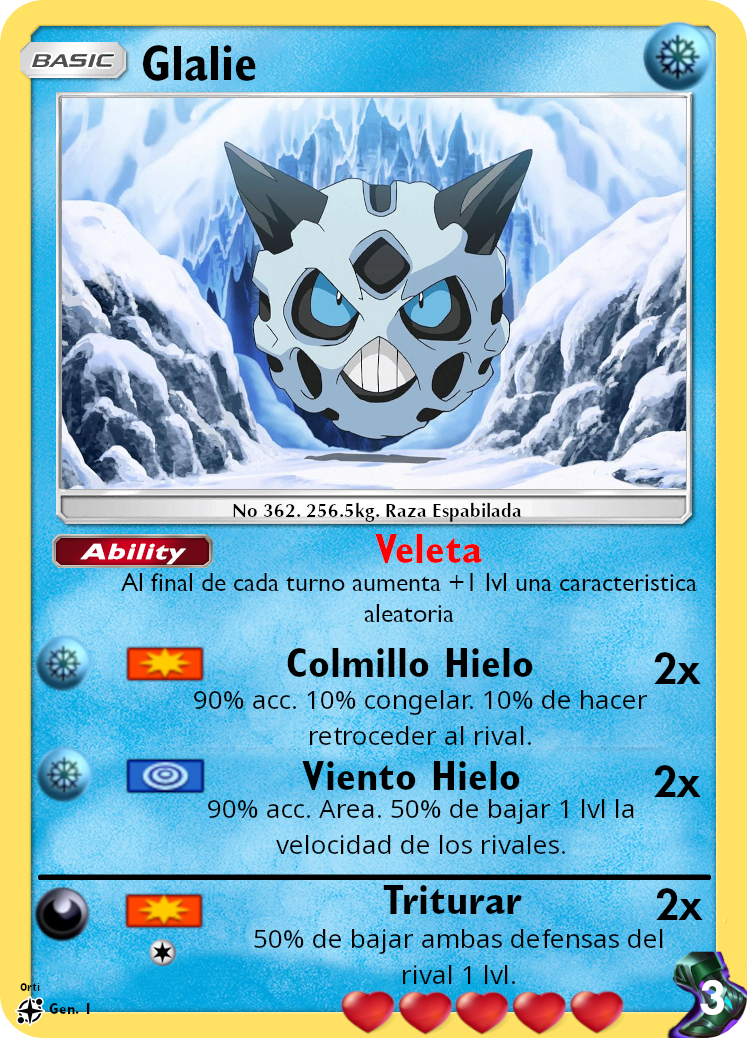 BASIC Glalie
No 362. 256.5kg. Raza Espabilada
Ability Veleta
Al final de cada turno aumenta +1 lvl una caracteristica
aleatoria
Colmillo Hielo 2x
90% acc. 10% congelar. 10% de hacer
retroceder al rival.
Viento Hielo 2x
90% acc. Area. 50% de bajar 1 lvl la
velocidad de los rivales.
Triturar 2x
50% de bajar ambas defensas del
rival 1 lvl.
Orti
Gen. 1
3